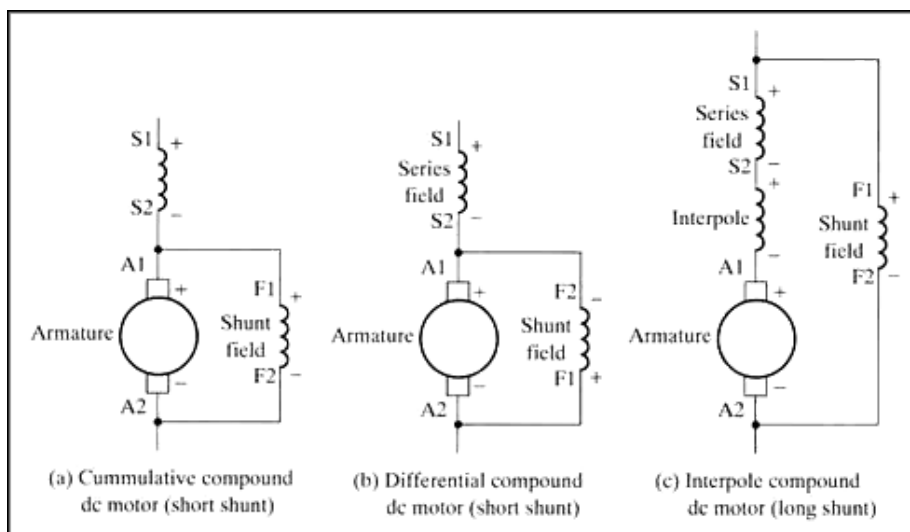 S1
+
S2
−
A1
+
Armature
−
A2
F1
+
Shunt
field
F2
−
(a) Cummulative compound
dc motor (short shunt)
S1
+
Series
field
S2
−
A1
+
Armature
−
A2
F2
−
Shunt
field
F1
+
(b) Differential compound
dc motor (short shunt)
S1
+
Series
field
S2
−
+
Interpole
−
A1
+
Armature
−
A2
F1
+
Shunt
field
F2
−
(c) Interpole compound
dc motor (long shunt)